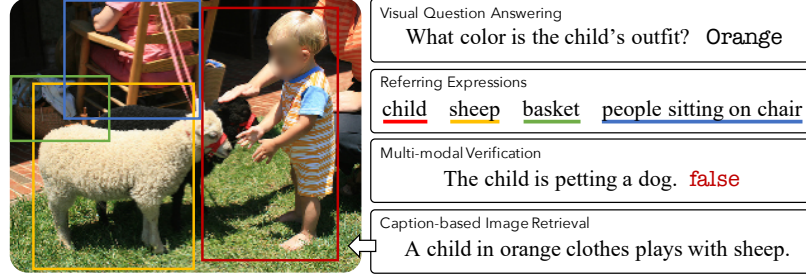 Visual Question Answering
What color is the child's outfit? Orange
Referring Expressions
child sheep basket people sitting on chair
Multi-modal Verification
The child is petting a dog. false
Caption-based Image Retrieval
A child in orange clothes plays with sheep.